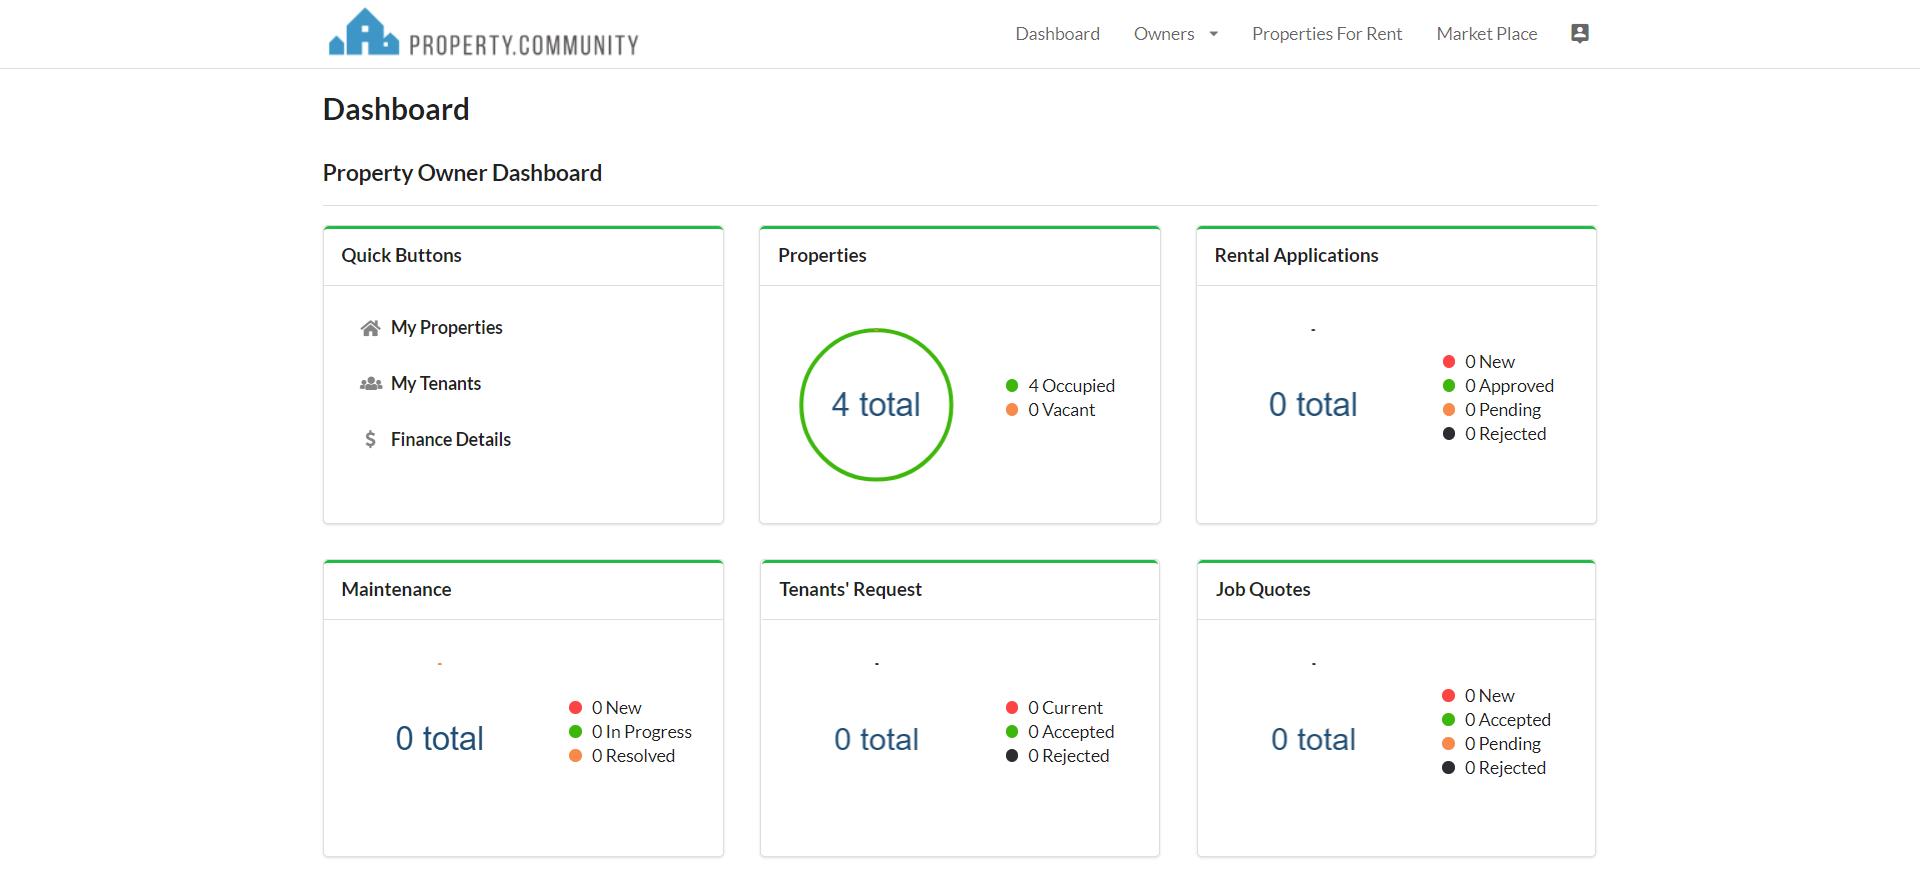 PROPERTY.COMMUNITY
Dashboard Owners Properties For Rent Market Place
Dashboard
Property Owner Dashboard
Quick Buttons
My Properties
My Tenants
$ Finance Details
Properties
4 total
4 Occupied
0 Vacant
Rental Applications
-
0 total
0 New
0 Approved
0 Pending
0 Rejected
Maintenance
-
0 total
0 New
0 In Progress
0 Resolved
Tenants' Request
-
0 total
0 Current
0 Accepted
0 Rejected
Job Quotes
-
0 total
0 New
0 Accepted
0 Pending
0 Rejected